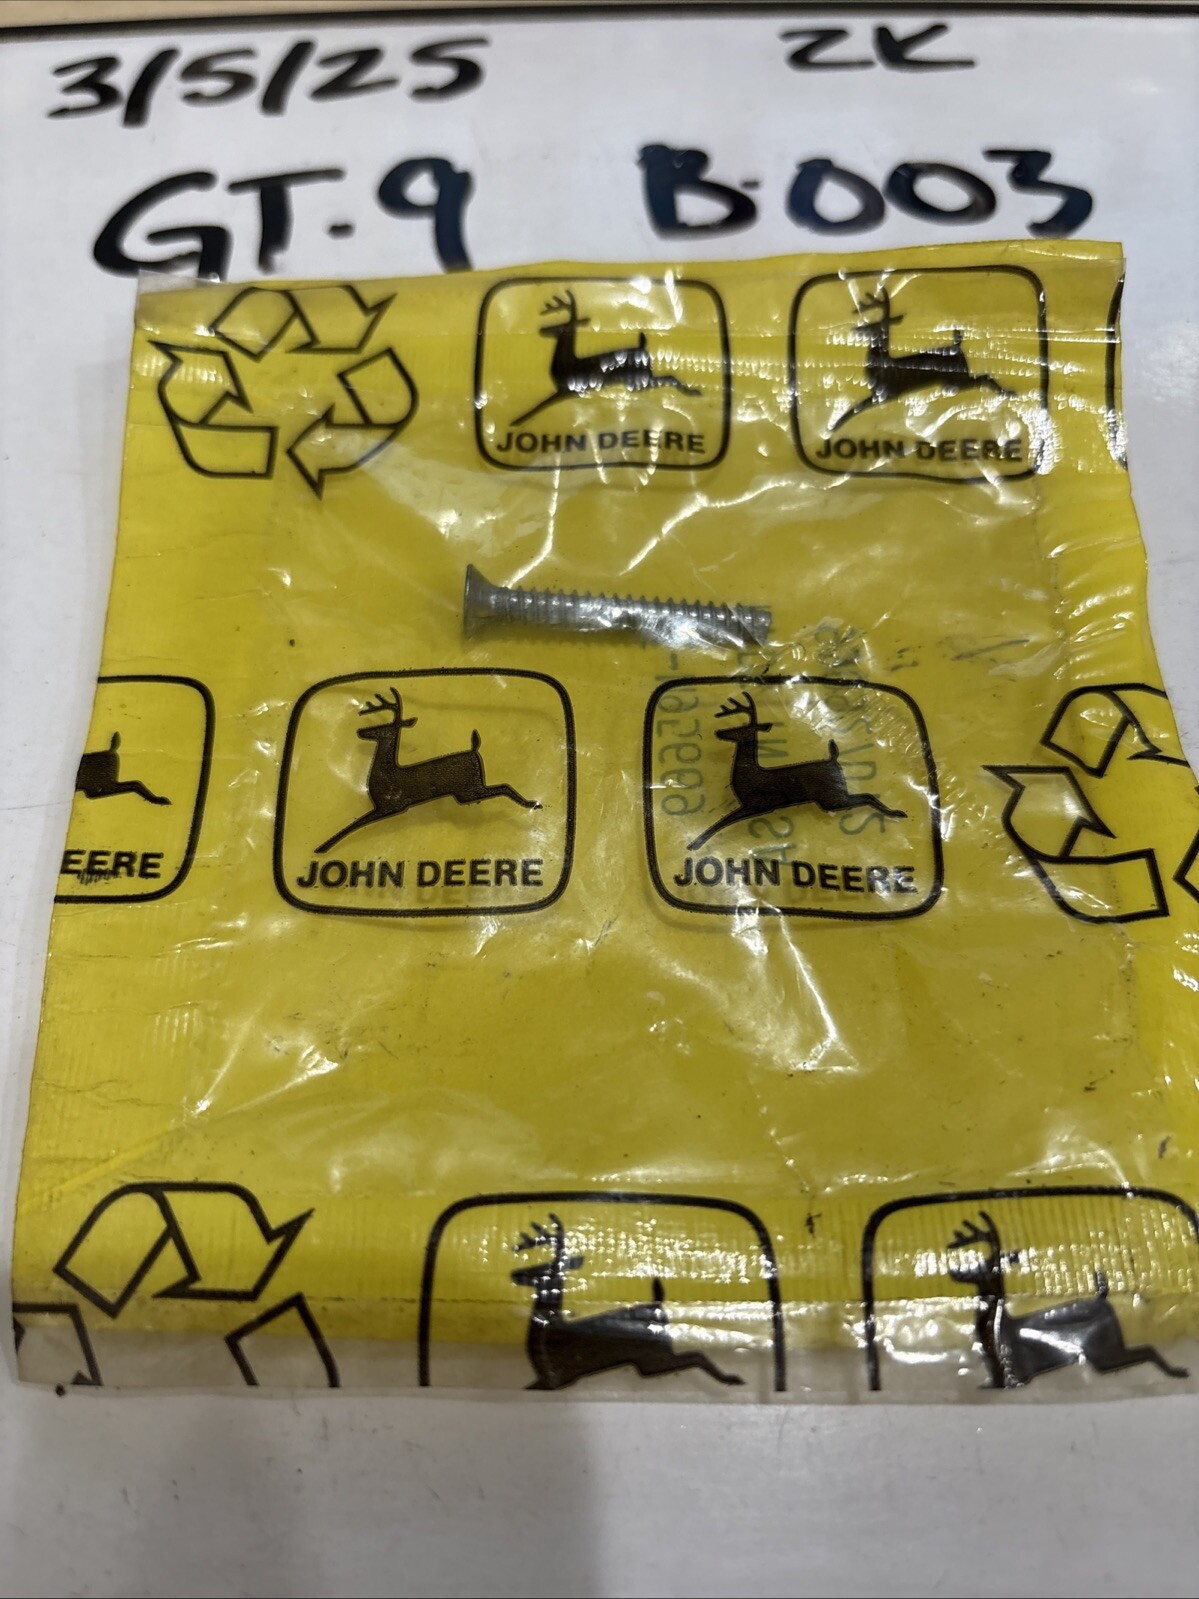 3/5/25 ZK
GT-9 B-003
JOHN DEERE JOHN DEERE
EERE JOHN DEERE JOHN DEERE